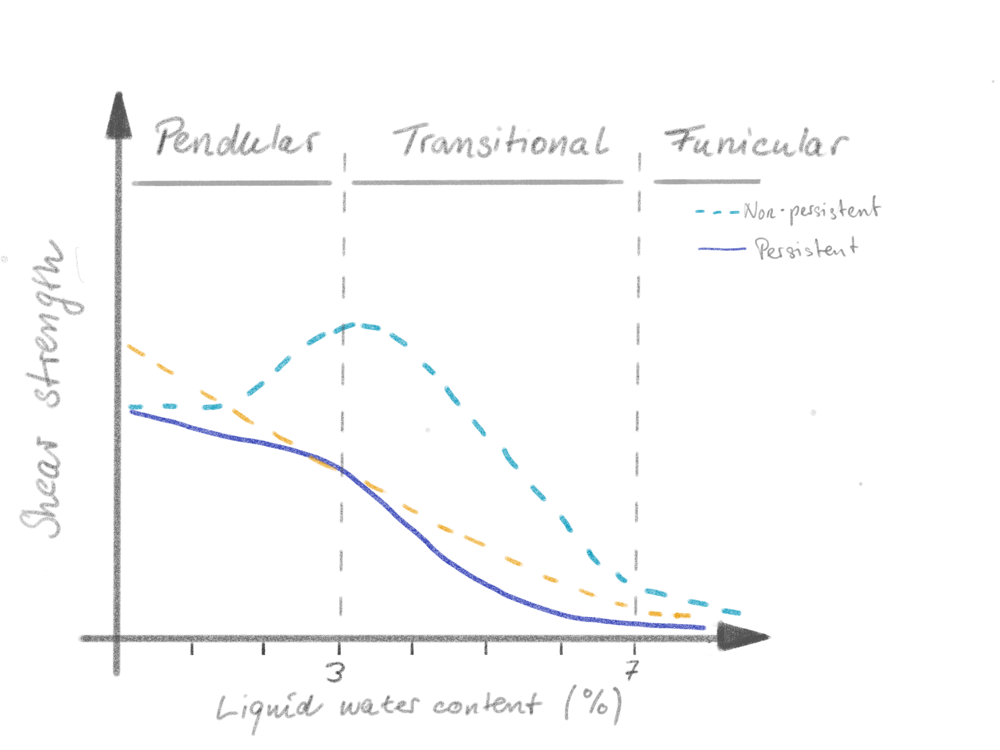 Pendular Transitional Funicular
Non-persistent
Persistent
Shear strength
3 7
Liquid water content (%)